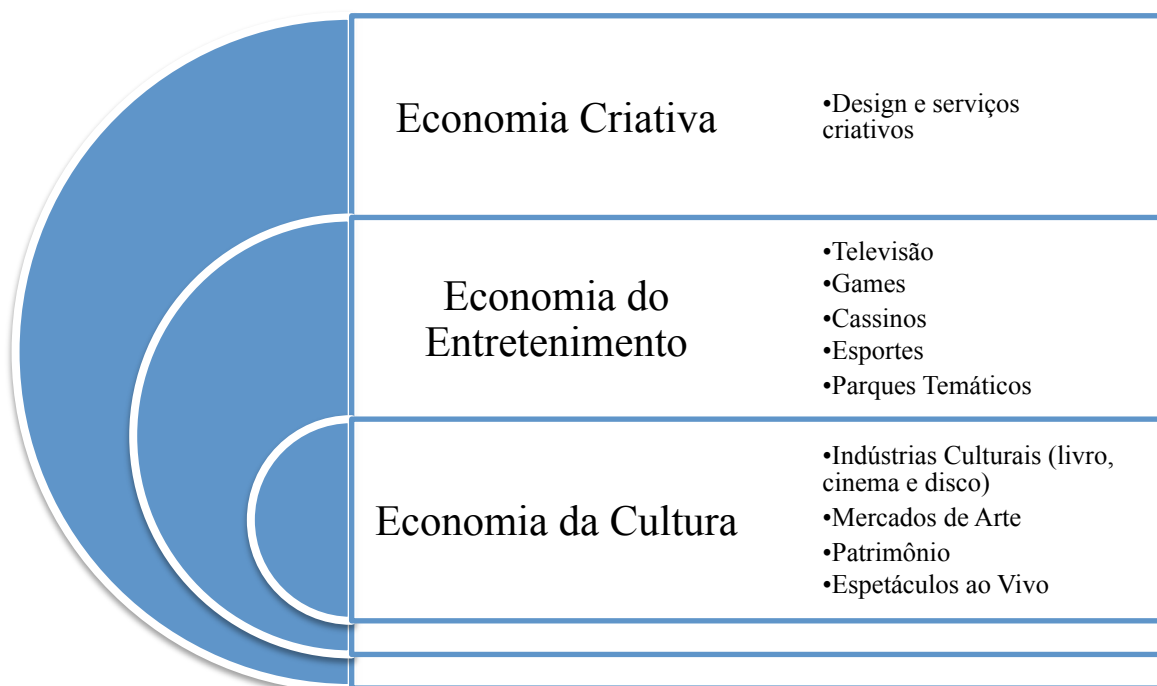 Economia Criativa
•Design e serviços
criativos
Economia do
Entretenimento
•Televisão
•Games
•Cassinos
•Esportes
•Parques Temáticos
Economia da Cultura
•Indústrias Culturais (livro,
cinema e disco)
•Mercados de Arte
•Patrimônio
•Espetáculos ao Vivo